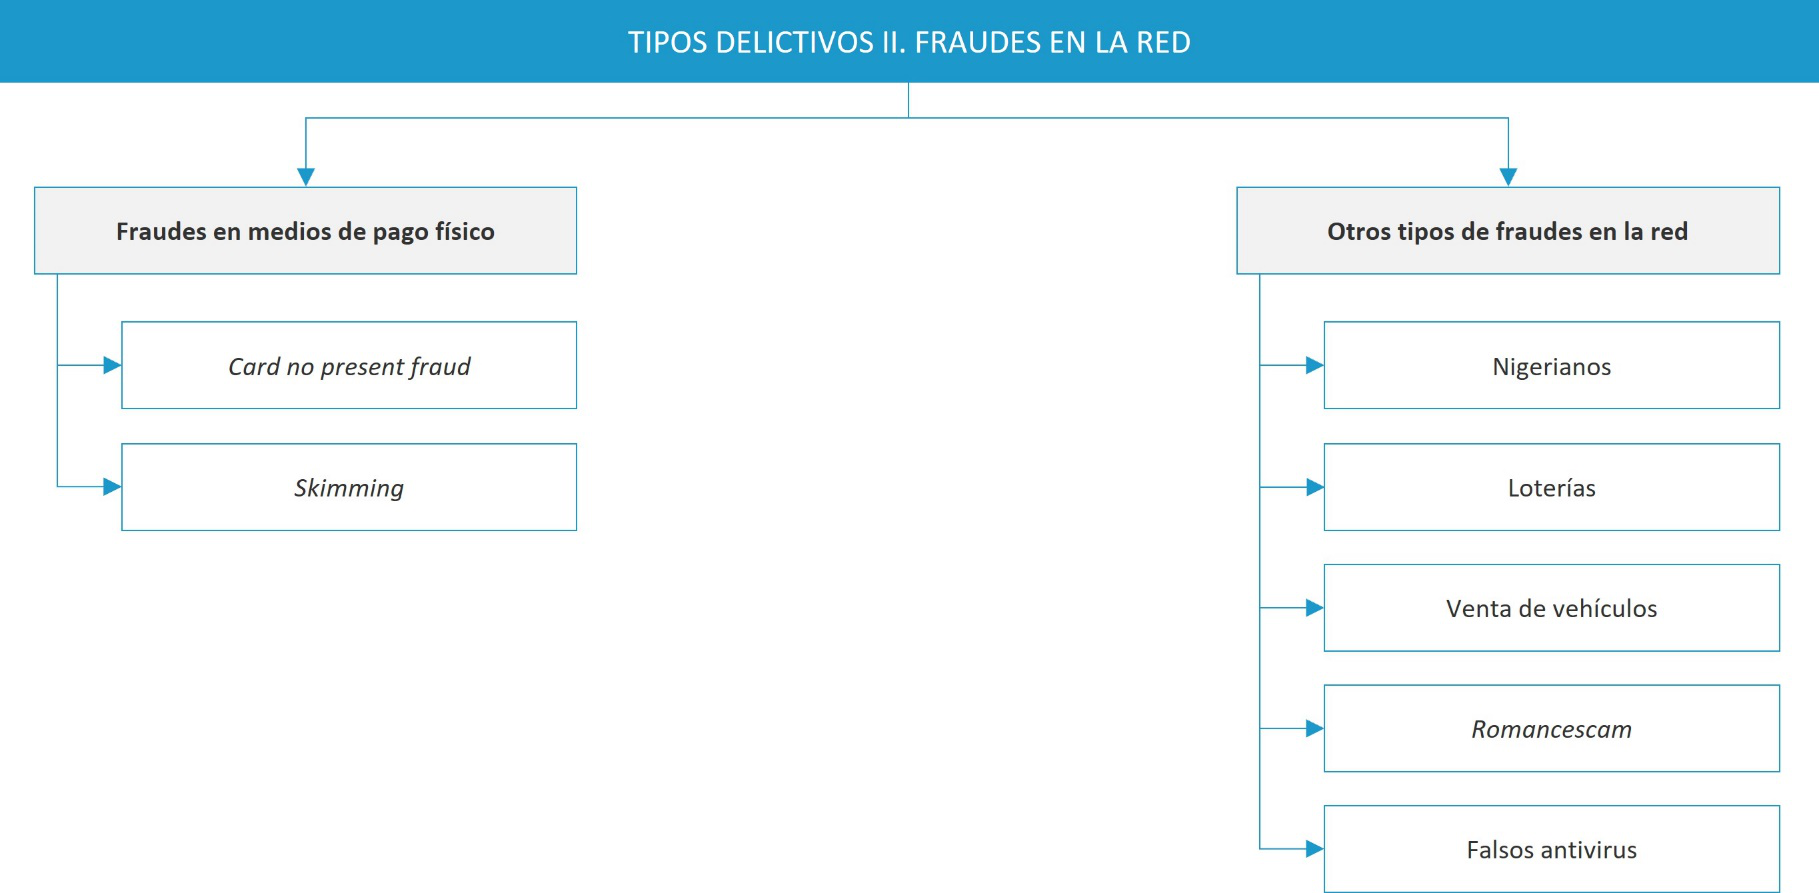 TIPOS DELICTIVOS II. FRAUDES EN LA RED
Fraudes en medios de pago físico
Card no present fraud
Skimming
Otros tipos de fraudes en la red
Nigerianos
Loterías
Venta de vehículos
Romancescam
Falsos antivirus